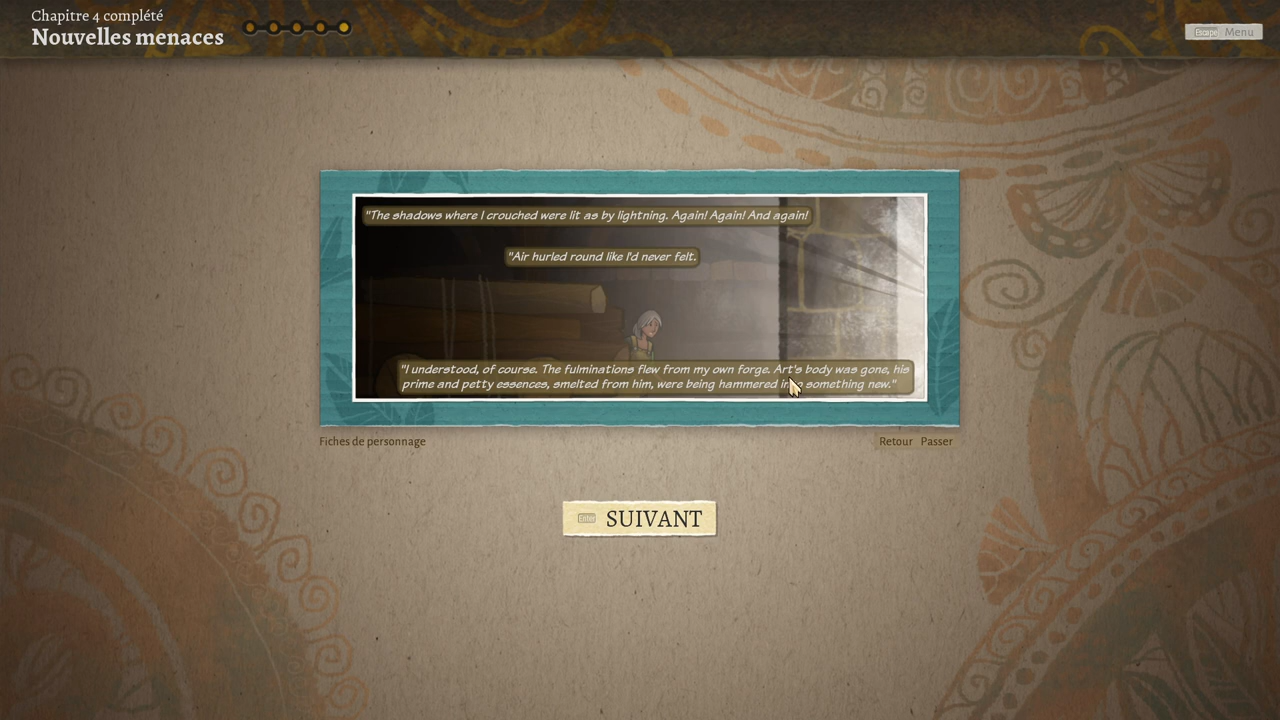 Chapitre 4 complété
Nouvelles menaces
Escape Menu
"The shadows where I crouched were lit as by lightning. Again! Again! And again!
"Air hurled round like I'd never felt.
"I understood, of course. The fulminations flew from my own forge. Art's body was gone, his
prime and petty essences, smelted from him, were being hammered into something new."
Fiches de personnage
Retour Passer
Enter SUIVANT